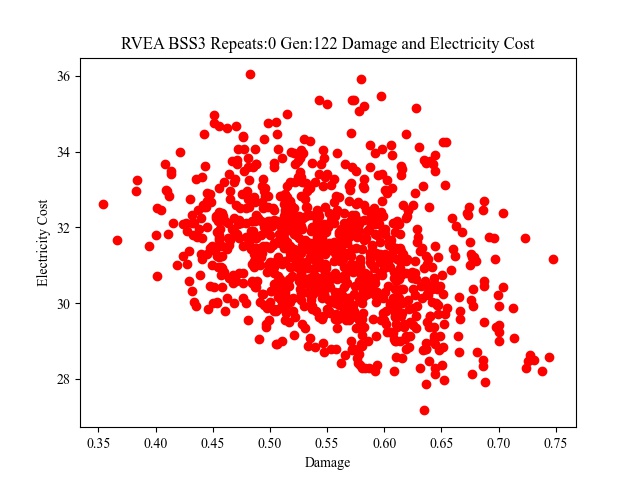 RVEA BSS3 Repeats:0 Gen:122 Damage and Electricity Cost
36
34
32
30
28
Electricity Cost
0.35 0.40 0.45 0.50 0.55 0.60 0.65 0.70 0.75
Damage